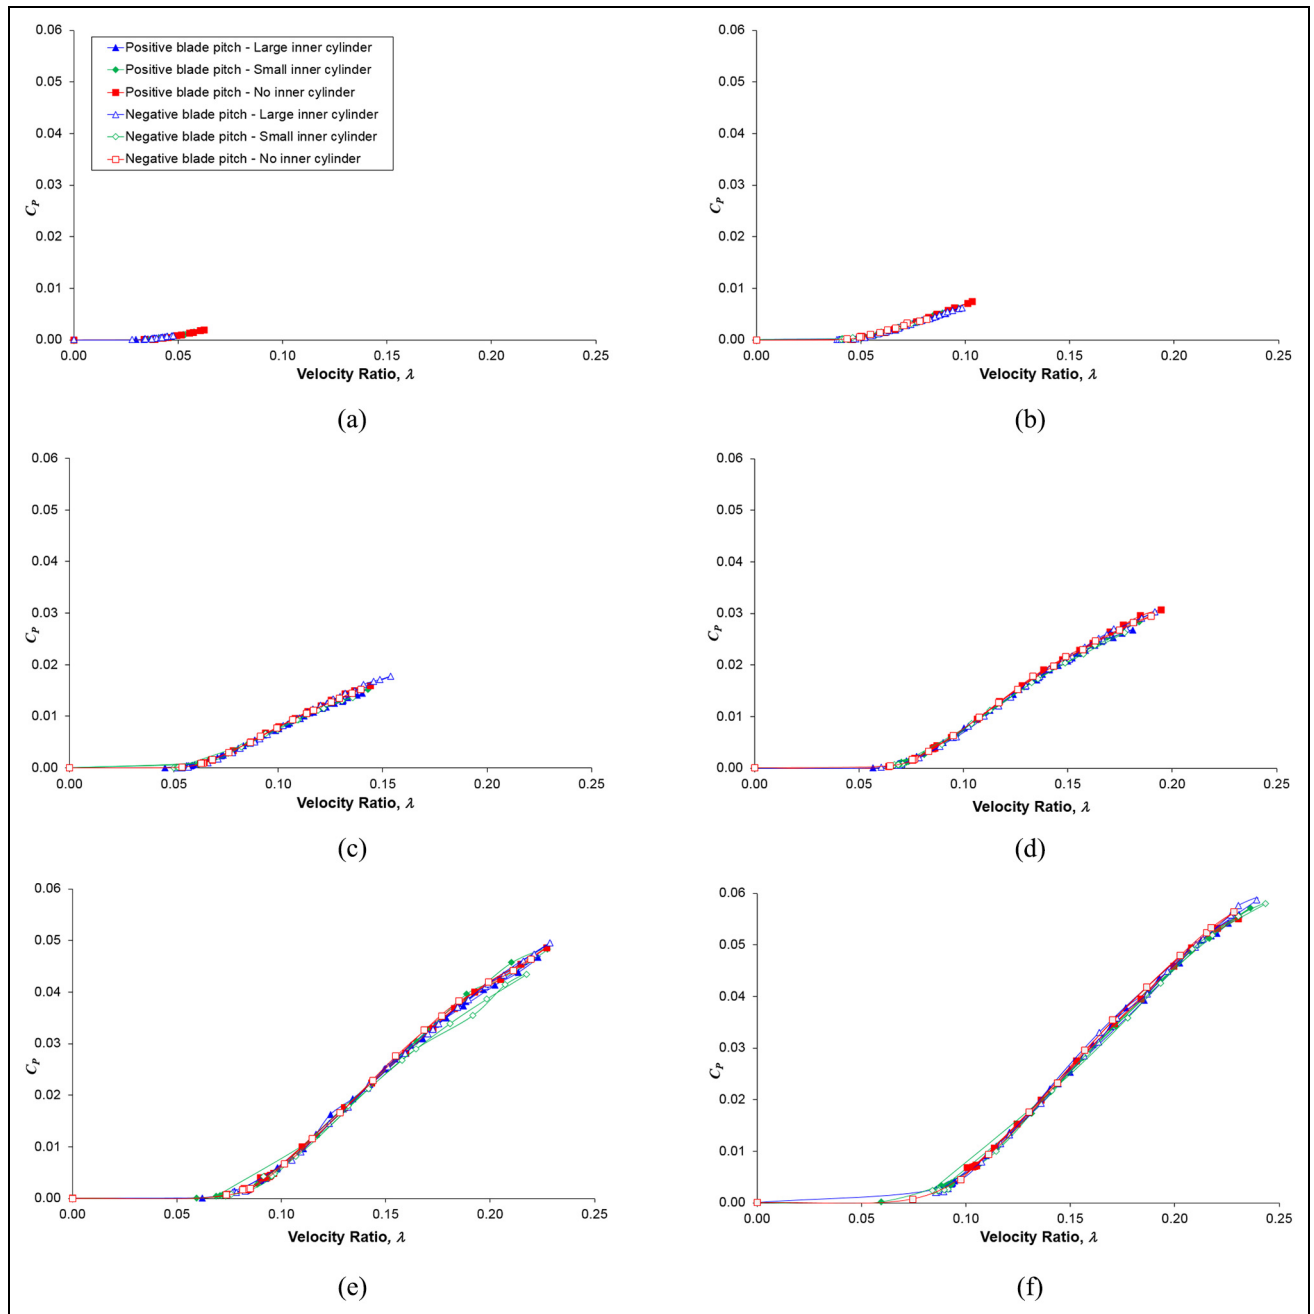 0.06
0.05
0.04
0.03
0.02
0.01
0.00
C_P
Positive blade pitch - Large inner cylinder
Positive blade pitch - Small inner cylinder
Positive blade pitch - No inner cylinder
Negative blade pitch - Large inner cylinder
Negative blade pitch - Small inner cylinder
Negative blade pitch - No inner cylinder
0.00 0.05 0.10 0.15 0.20 0.25
Velocity Ratio, λ
(a)
0.06
0.05
0.04
0.03
0.02
0.01
0.00
C_P
0.00 0.05 0.10 0.15 0.20 0.25
Velocity Ratio, λ
(b)
0.06
0.05
0.04
0.03
0.02
0.01
0.00
C_P
0.00 0.05 0.10 0.15 0.20 0.25
Velocity Ratio, λ
(c)
0.06
0.05
0.04
0.03
0.02
0.01
0.00
C_P
0.00 0.05 0.10 0.15 0.20 0.25
Velocity Ratio, λ
(d)
0.06
0.05
0.04
0.03
0.02
0.01
0.00
C_P
0.00 0.05 0.10 0.15 0.20 0.25
Velocity Ratio, λ
(e)
0.06
0.05
0.04
0.03
0.02
0.01
0.00
C_P
0.00 0.05 0.10 0.15 0.20 0.25
Velocity Ratio, λ
(f)